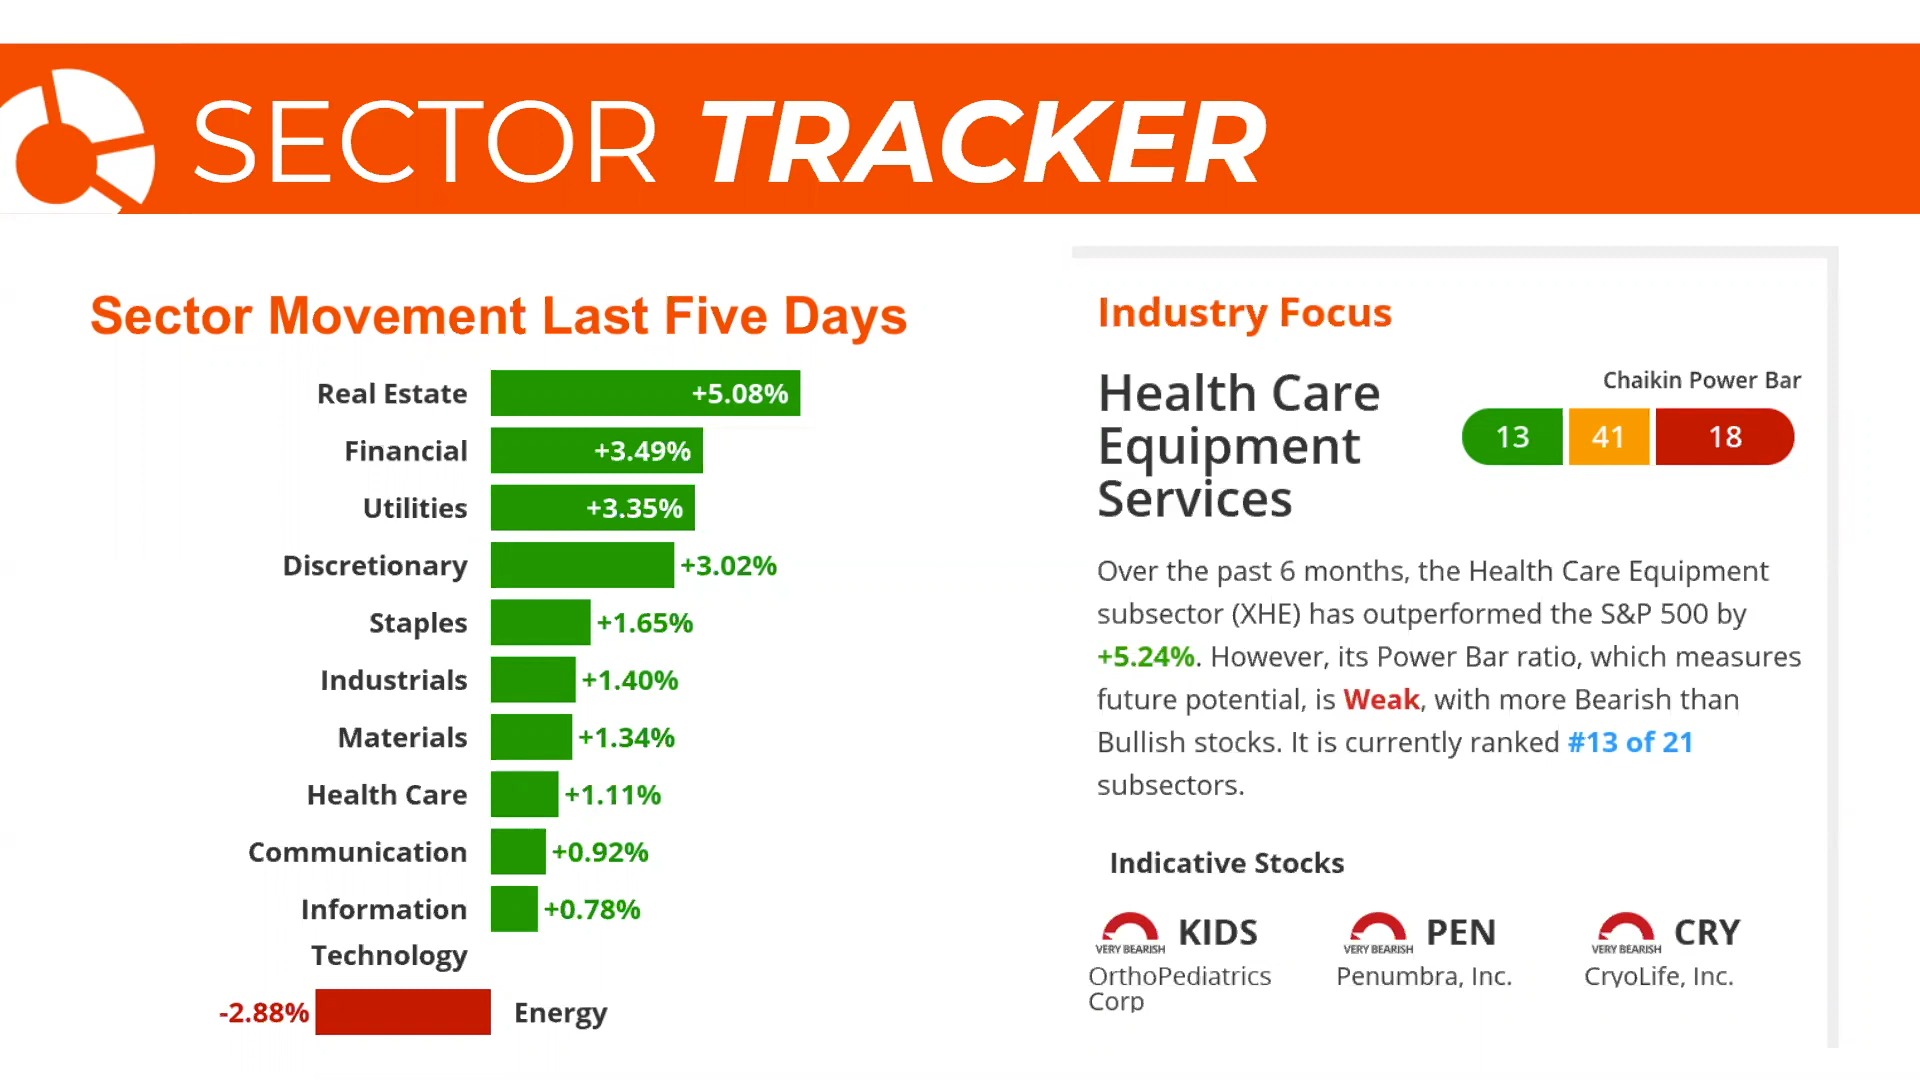 SECTOR TRACKER
Sector Movement Last Five Days
Real Estate +5.08%
Financial +3.49%
Utilities +3.35%
Discretionary +3.02%
Staples +1.65%
Industrials +1.40%
Materials +1.34%
Health Care +1.11%
Communication +0.92%
Information +0.78%
Technology
-2.88% Energy
Industry Focus
Health Care
Equipment
Services
Chaikin Power Bar
13 41 18
Over the past 6 months, the Health Care Equipment
subsector (XHE) has outperformed the S&P 500 by
+5.24%. However, its Power Bar ratio, which measures
future potential, is Weak, with more Bearish than
Bullish stocks. It is currently ranked #13 of 21
subsectors.
Indicative Stocks
VERY BEARISH KIDS
OrthoPediatrics
Corp
VERY BEARISH PEN
Penumbra, Inc.
VERY BEARISH CRY
CryoLife, Inc.